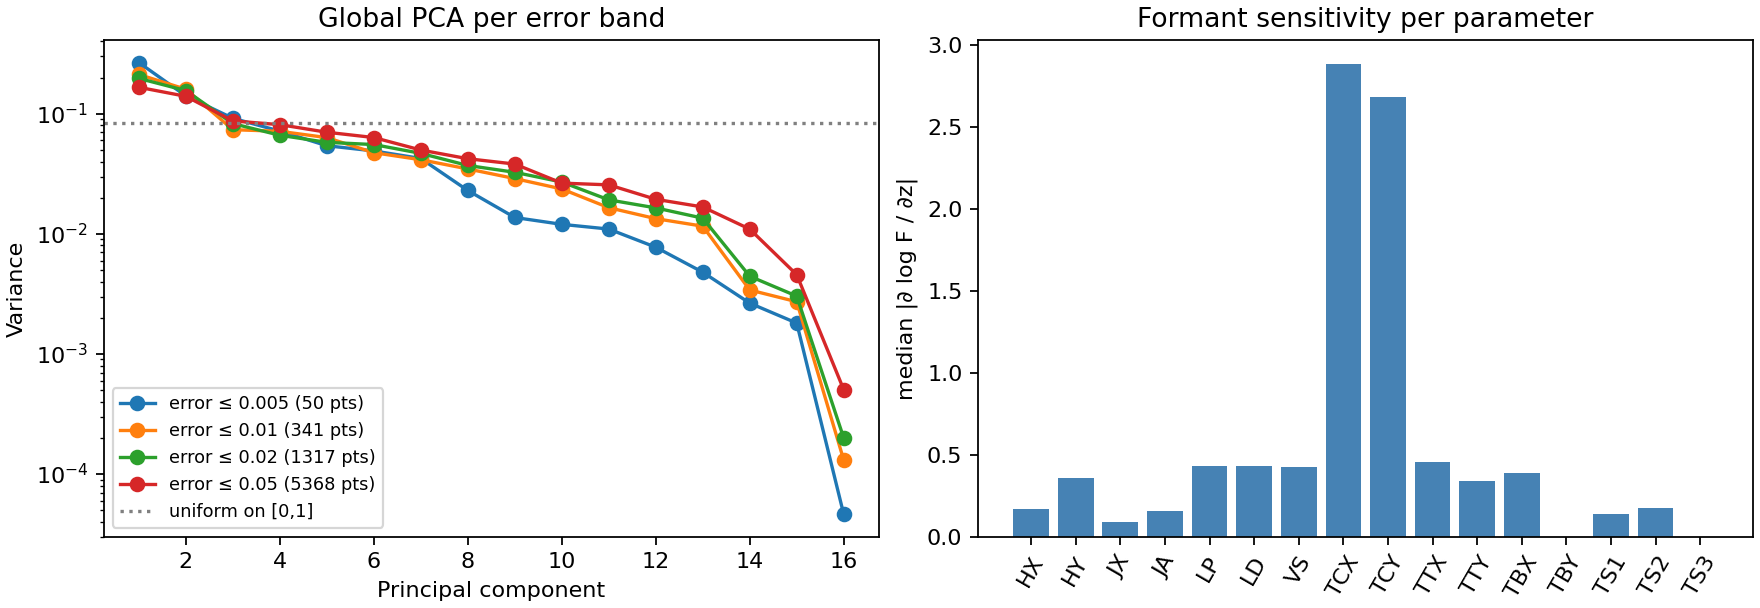 Global PCA per error band
Variance
10⁻¹
10⁻²
10⁻³
10⁻⁴
error ≤ 0.005 (50 pts)
error ≤ 0.01 (341 pts)
error ≤ 0.02 (1317 pts)
error ≤ 0.05 (5368 pts)
uniform on [0,1]
2 4 6 8 10 12 14 16
Principal component
Formant sensitivity per parameter
median |∂ log F / ∂z|
3.0
2.5
2.0
1.5
1.0
0.5
0.0
HX HY JX JA LP LD VS TCX TCY TTX TTY TBX TBY TS1 TS2 TS3